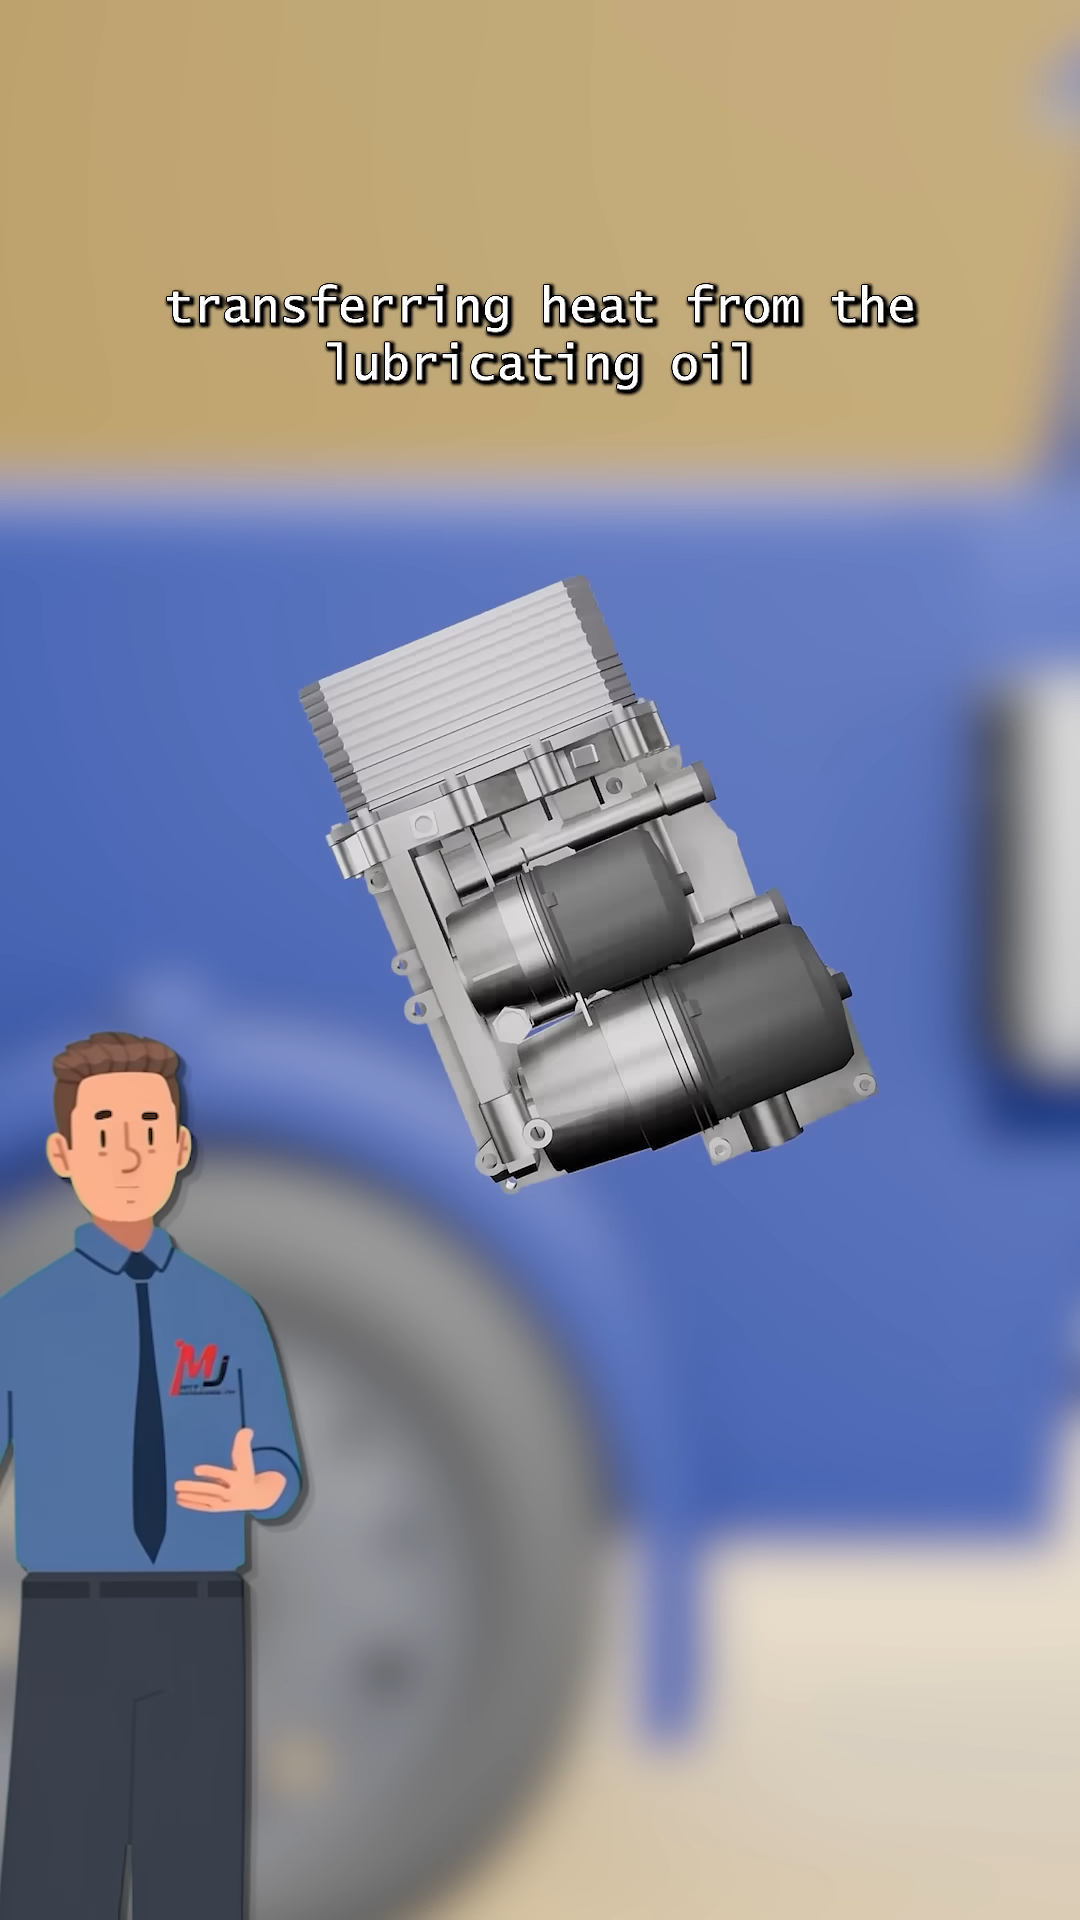 transferring heat from the
lubricating oil
MJ